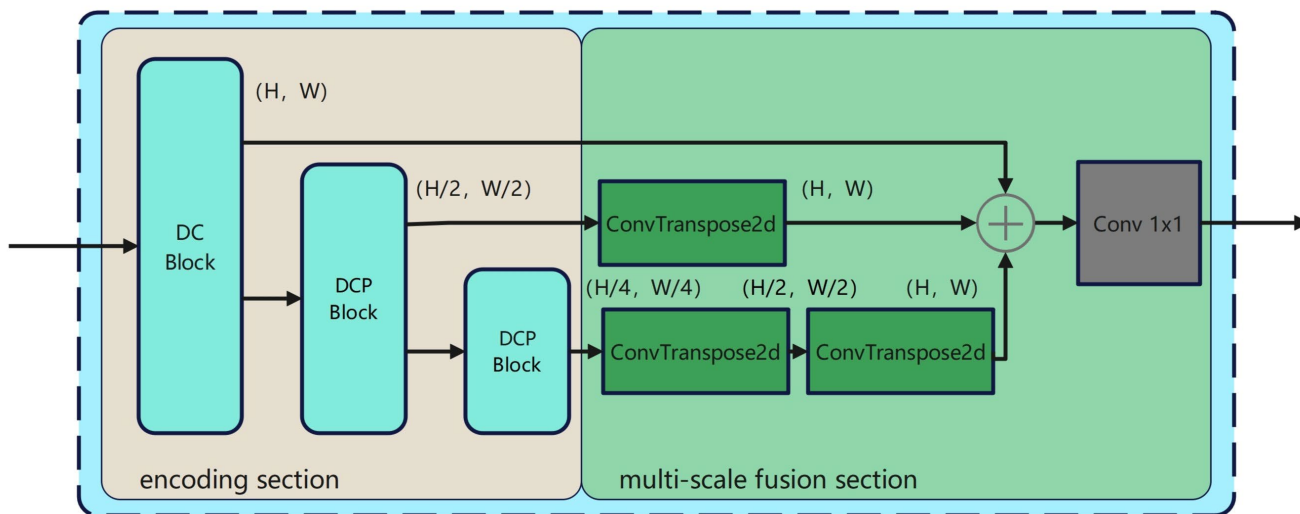 (H, W)
DC
Block
(H/2, W/2)
DCP
Block
DCP
Block
ConvTranspose2d
(H, W)
Conv 1x1
(H/4, W/4)
(H/2, W/2)
(H, W)
ConvTranspose2d
ConvTranspose2d
encoding section
multi-scale fusion section